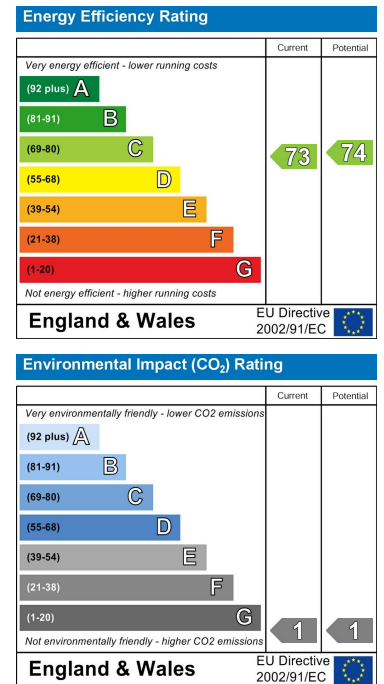 Energy Efficiency Rating
Current Potential
Very energy efficient - lower running costs
(92 plus) A
(81-91) B
(69-80) C
73 74
(55-68) D
(39-54) E
(21-38) F
(1-20) G
Not energy efficient - higher running costs
England & Wales
EU Directive
2002/91/EC
Environmental Impact (CO₂) Rating
Current Potential
Very environmentally friendly - lower CO2 emissions
(92 plus) A
(81-91) B
(69-80) C
(55-68) D
(39-54) E
(21-38) F
(1-20) G
1 1
Not environmentally friendly - higher CO2 emissions
England & Wales
EU Directive
2002/91/EC